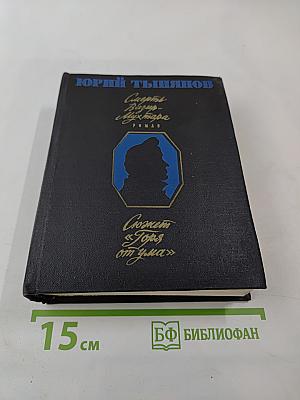 ЮРИЙ ТЫНЯНОВ
Смерть
Вазир-
Мухтара
РОМАН
Сюжет
«Горя
от ума»
15 см
БФ БИБЛИОФАН